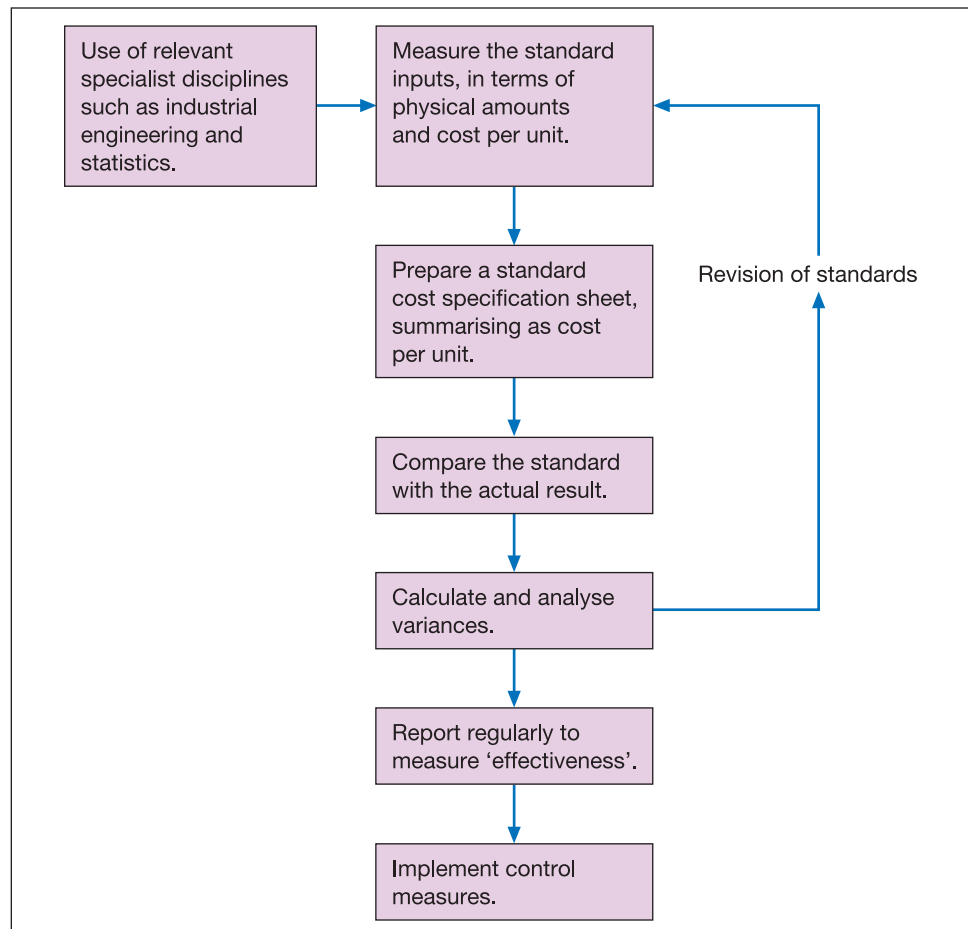 Use of relevant
specialist disciplines
such as industrial
engineering and
statistics.
Measure the standard
inputs, in terms of
physical amounts
and cost per unit.
Prepare a standard
cost specification sheet,
summarising as cost
per unit.
Revision of standards
Compare the standard
with the actual result.
Calculate and analyse
variances.
Report regularly to
measure ‘effectiveness’.
Implement control
measures.